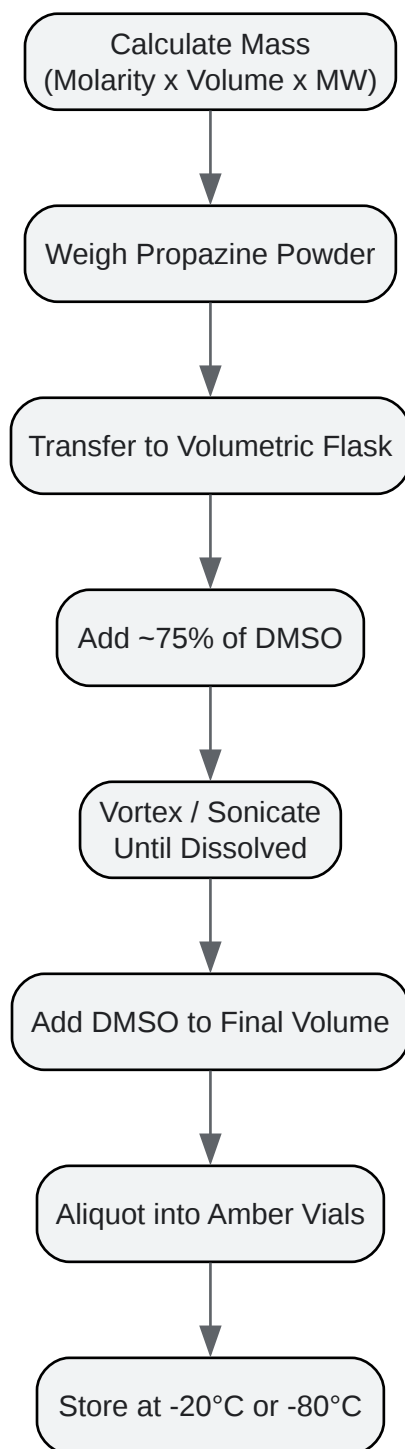 Calculate Mass
(Molarity x Volume x MW)
Weigh Propazine Powder
Transfer to Volumetric Flask
Add ~75% of DMSO
Vortex / Sonicate
Until Dissolved
Add DMSO to Final Volume
Aliquot into Amber Vials
Store at -20°C or -80°C